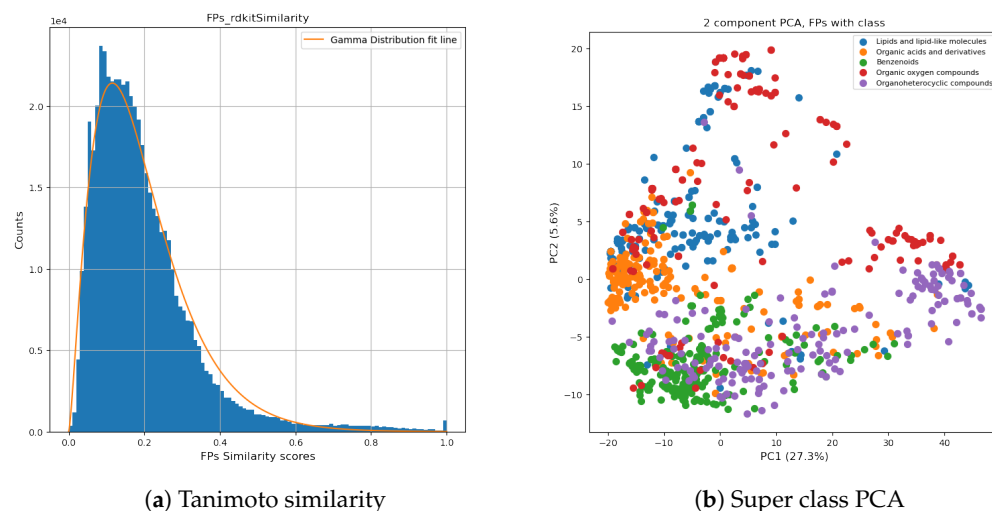 FPs_rdkitSimilarity
1e4
Gamma Distribution fit line
2.0
1.5
1.0
0.5
0.0
Counts
0.0 0.2 0.4 0.6 0.8 1.0
FPs Similarity scores
(a) Tanimoto similarity
2 component PCA, FPs with class
Lipids and lipid-like molecules
Organic acids and derivatives
Benzenoids
Organic oxygen compounds
Organoheterocyclic compounds
20
15
10
5
0
−5
−10
PC2 (5.6%)
−20 −10 0 10 20 30 40
PC1 (27.3%)
(b) Super class PCA